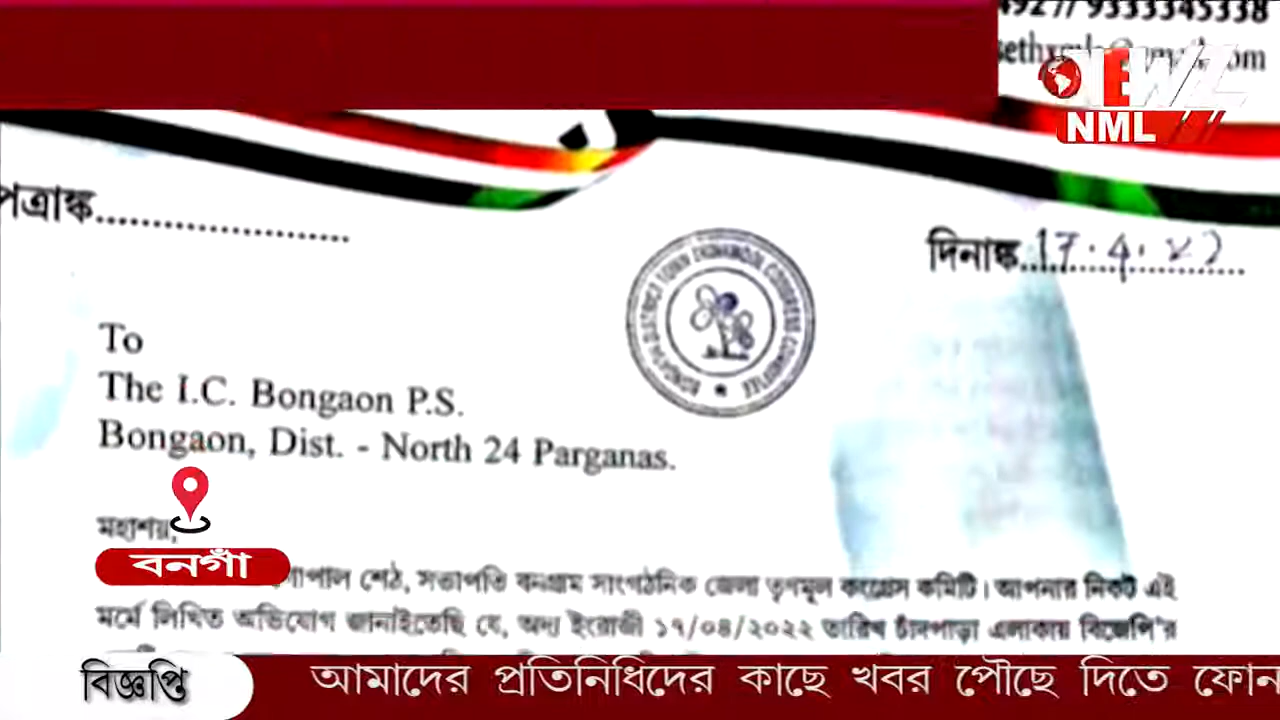 9333345338
NEWZ
NML
পত্রাঙ্ক
দিনাঙ্ক 17.4.22
To
The I.C. Bongaon P.S.
Bongaon, Dist. - North 24 Parganas.
মহাশয়,
বনগাঁ
শেঠ, সভাপতি বনগ্রাম সাংগঠনিক জেলা তৃণমূল কংগ্রেস কমিটি। আপনার নিকট এই
মর্মে লিখিত অভিযোগ জানাইতেছি যে, অদ্য ইংরাজী ১৭/০৪/২০২২ তারিখ চাঁদপাড়া এলাকায় বিজেপি'র
বিজ্ঞপ্তি
আমাদের প্রতিনিধিদের কাছে খবর পৌছে দিতে ফোন